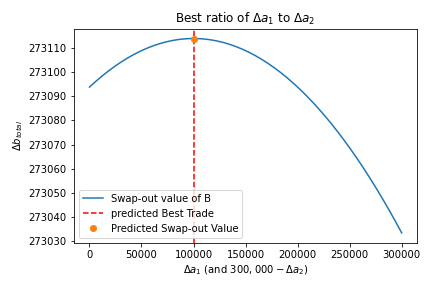 Best ratio of Δa₁ to Δa₂
273110
273100
273090
273080
273070
273060
273050
273040
273030
Δb_total
Swap-out value of B
predicted Best Trade
Predicted Swap-out Value
0 50000 100000 150000 200000 250000 300000
Δa₁ (and 300,000 − Δa₂)